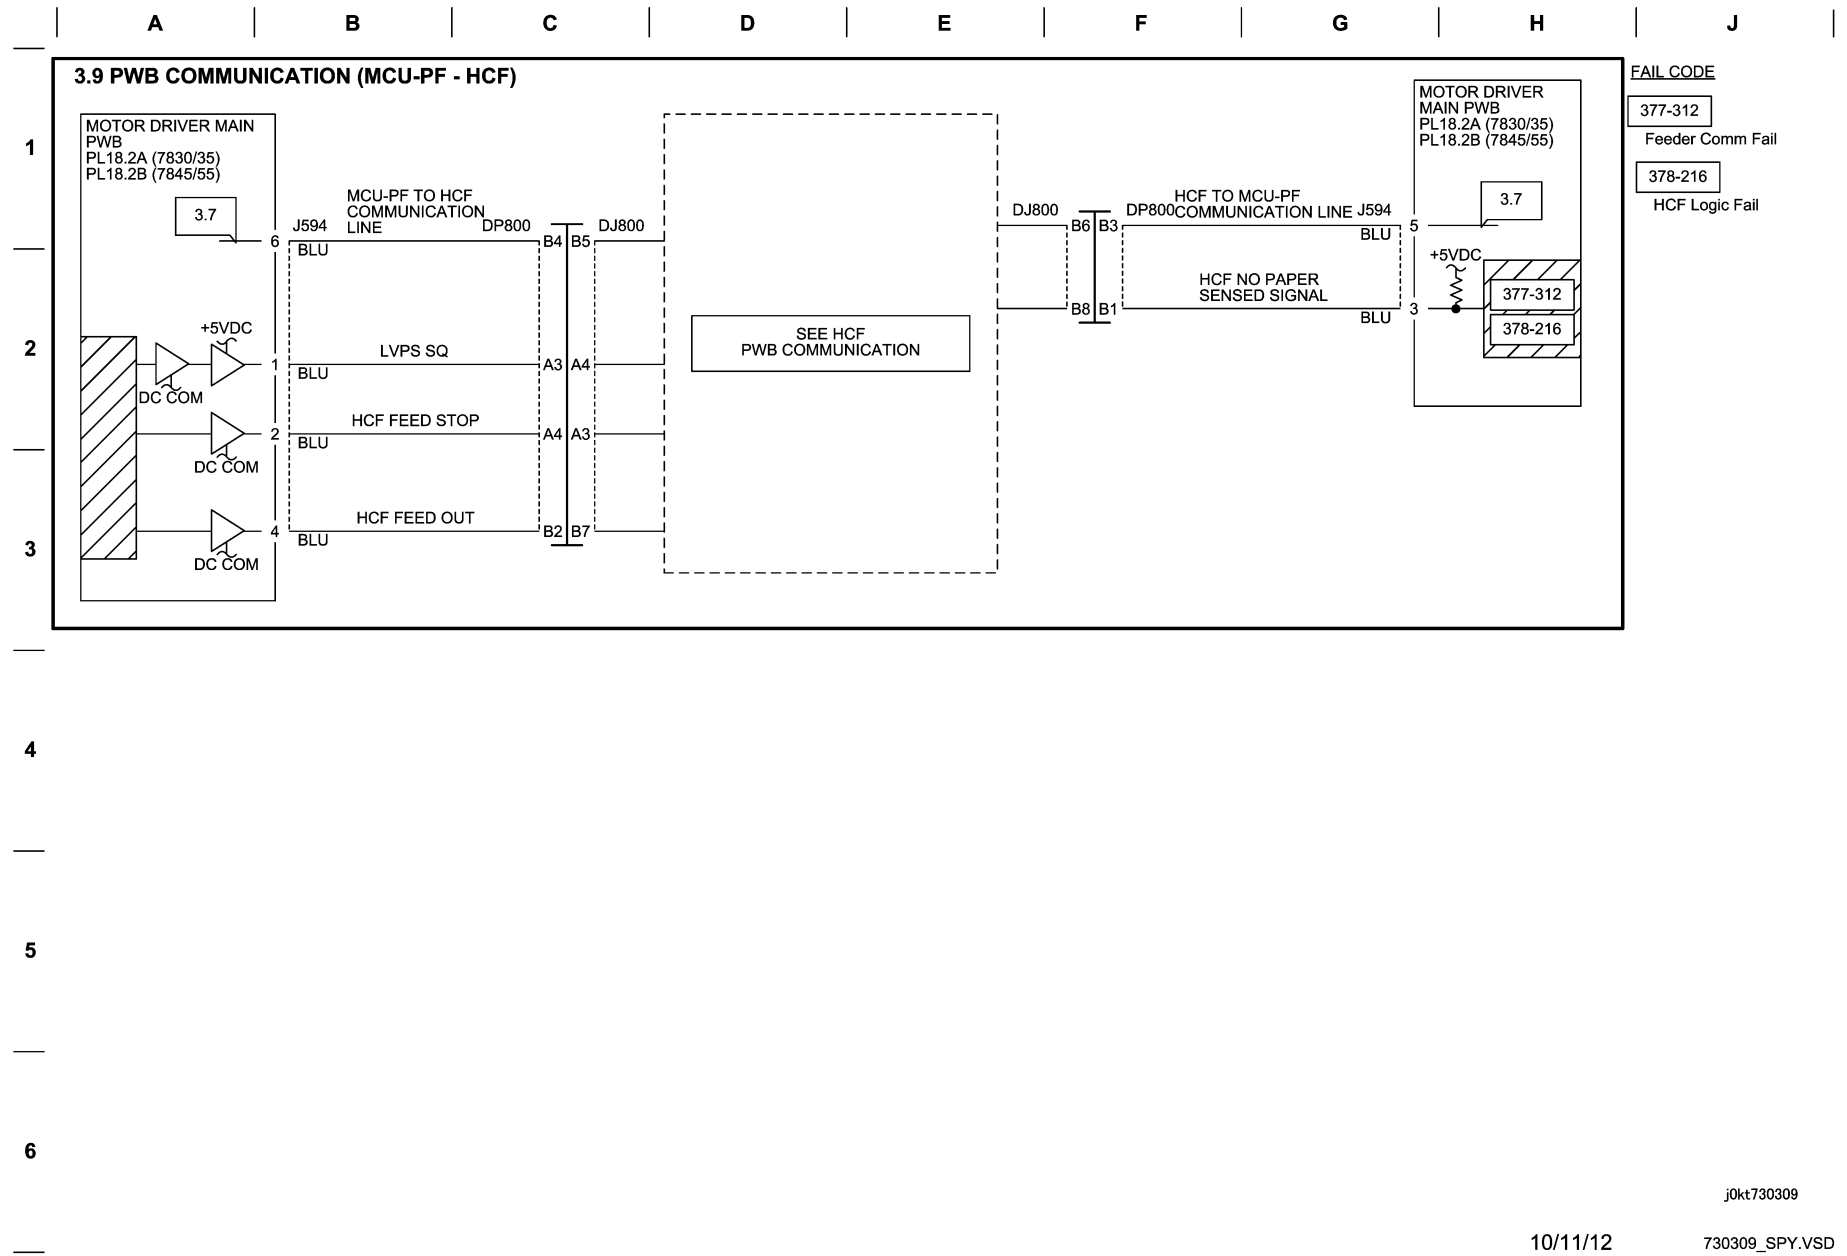 A B C D E F G H J
3.9 PWB COMMUNICATION (MCU-PF - HCF)
FAIL CODE
377-312
Feeder Comm Fail
378-216
HCF Logic Fail
1
2
3
4
5
6
MOTOR DRIVER MAIN
PWB
PL18.2A (7830/35)
PL18.2B (7845/55)
3.7
6
J594
BLU
MCU-PF TO HCF
COMMUNICATION
LINE
DP800
B4 B5
DJ800
+5VDC
DC COM
1
BLU
LVPS SQ
A3 A4
DC COM
2
BLU
HCF FEED STOP
A4 A3
DC COM
4
BLU
HCF FEED OUT
B2 B7
SEE HCF
PWB COMMUNICATION
DJ800
B6 B3
DP800
HCF TO MCU-PF
COMMUNICATION LINE
J594
BLU
5
B8 B1
HCF NO PAPER
SENSED SIGNAL
BLU
3
MOTOR DRIVER
MAIN PWB
PL18.2A (7830/35)
PL18.2B (7845/55)
3.7
+5VDC
377-312
378-216
j0kt730309
10/11/12
730309_SPY.VSD